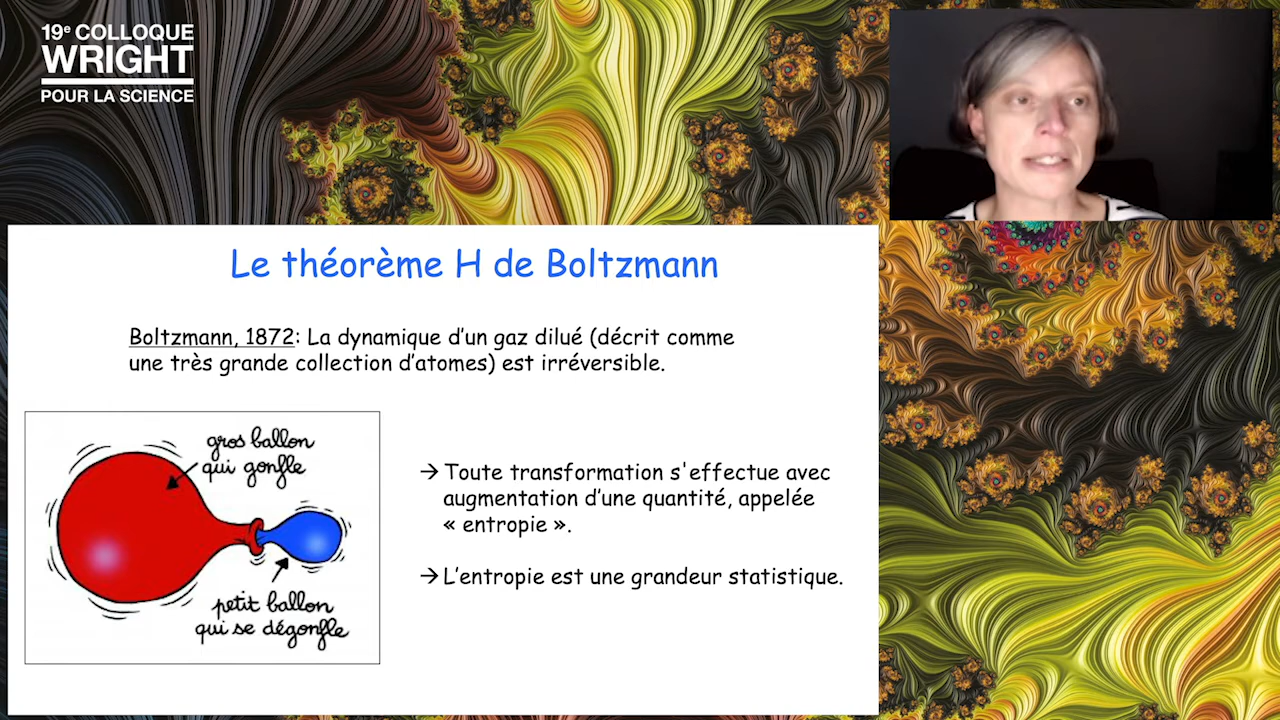 19e COLLOQUE
WRIGHT
POUR LA SCIENCE
Le théorème H de Boltzmann
Boltzmann, 1872: La dynamique d’un gaz dilué (décrit comme
une très grande collection d’atomes) est irréversible.
gros ballon
qui gonfle
petit ballon
qui se dégonfle
→ Toute transformation s'effectue avec
augmentation d’une quantité, appelée
« entropie ».
→ L’entropie est une grandeur statistique.